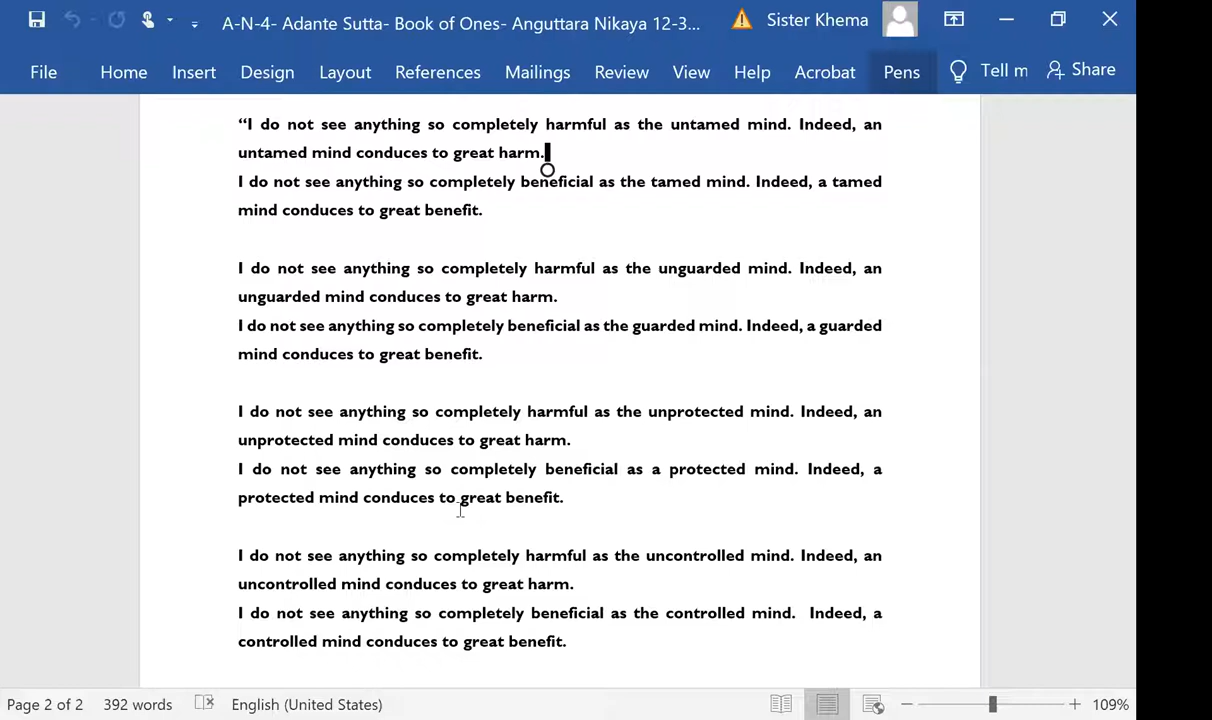 A-N-4- Adante Sutta- Book of Ones- Anguttara Nikaya 12-3...
Sister Khema
File Home Insert Design Layout References Mailings Review View Help Acrobat Pens Tell m Share
“I do not see anything so completely harmful as the untamed mind. Indeed, an
untamed mind conduces to great harm.
I do not see anything so completely beneficial as the tamed mind. Indeed, a tamed
mind conduces to great benefit.
I do not see anything so completely harmful as the unguarded mind. Indeed, an
unguarded mind conduces to great harm.
I do not see anything so completely beneficial as the guarded mind. Indeed, a guarded
mind conduces to great benefit.
I do not see anything so completely harmful as the unprotected mind. Indeed, an
unprotected mind conduces to great harm.
I do not see anything so completely beneficial as a protected mind. Indeed, a
protected mind conduces to great benefit.
I do not see anything so completely harmful as the uncontrolled mind. Indeed, an
uncontrolled mind conduces to great harm.
I do not see anything so completely beneficial as the controlled mind.  Indeed, a
controlled mind conduces to great benefit.
Page 2 of 2 392 words English (United States) 109%